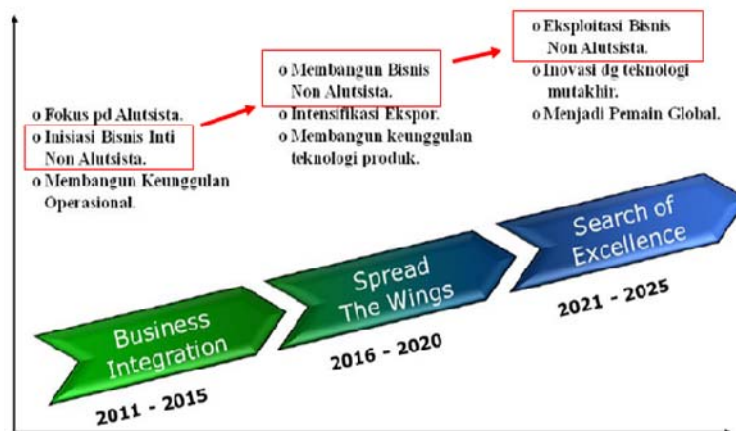 o Fokus pd Alutsista.
o Inisiasi Bisnis Inti
Non Alutsista.
o Membangun Keunggulan
Operasional.
o Membangun Bisnis
Non Alutsista.
o Intensifikasi Ekspor.
o Membangun keunggulan
teknologi produk.
o Eksploitasi Bisnis
Non Alutsista.
o Inovasi dg teknologi
mutakhir.
o Menjadi Pemain Global.
Business
Integration
2011 - 2015
Spread
The Wings
2016 - 2020
Search of
Excellence
2021 - 2025